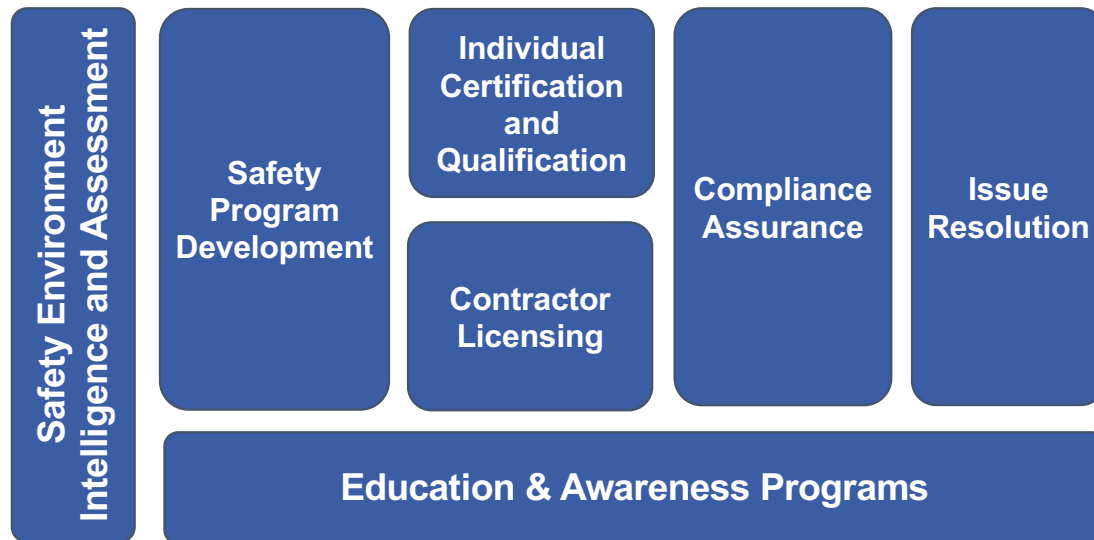 Safety Environment
Intelligence and Assessment
Safety
Program
Development
Individual
Certification
and
Qualification
Contractor
Licensing
Compliance
Assurance
Issue
Resolution
Education & Awareness Programs